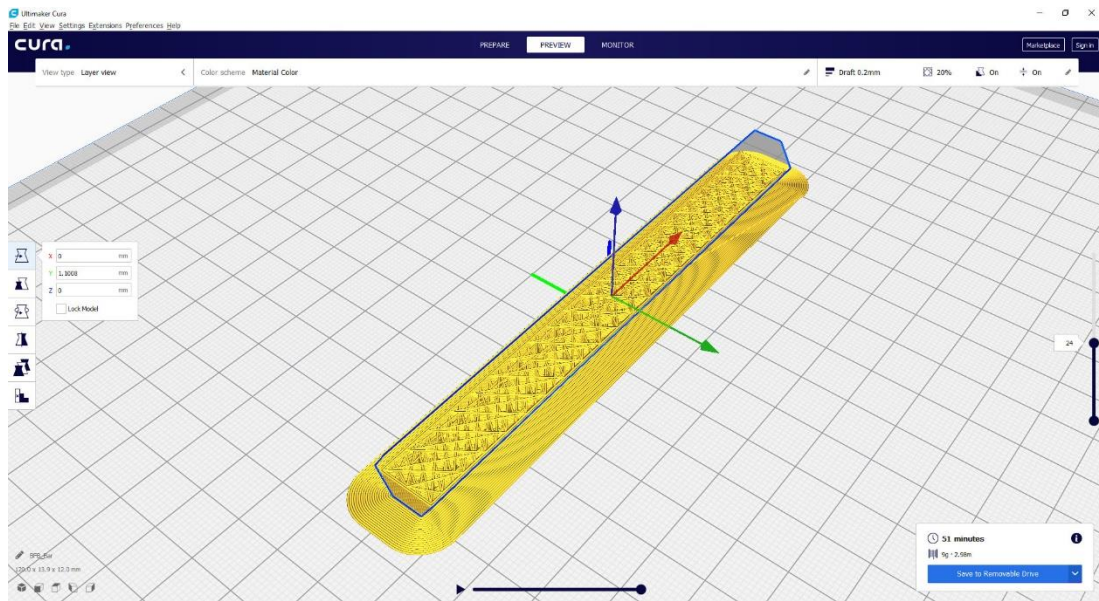 Ultimaker Cura
File Edit View Settings Extensions Preferences Help
cura. PREPARE PREVIEW MONITOR Marketplace Sign in
View type Layer view Color scheme Material Color Draft 0.2mm 20% On On
X 0 mm
Y 1,1008 mm
Z 0 mm
Lock Model
24
51 minutes
9g · 2.98m
Save to Removable Drive